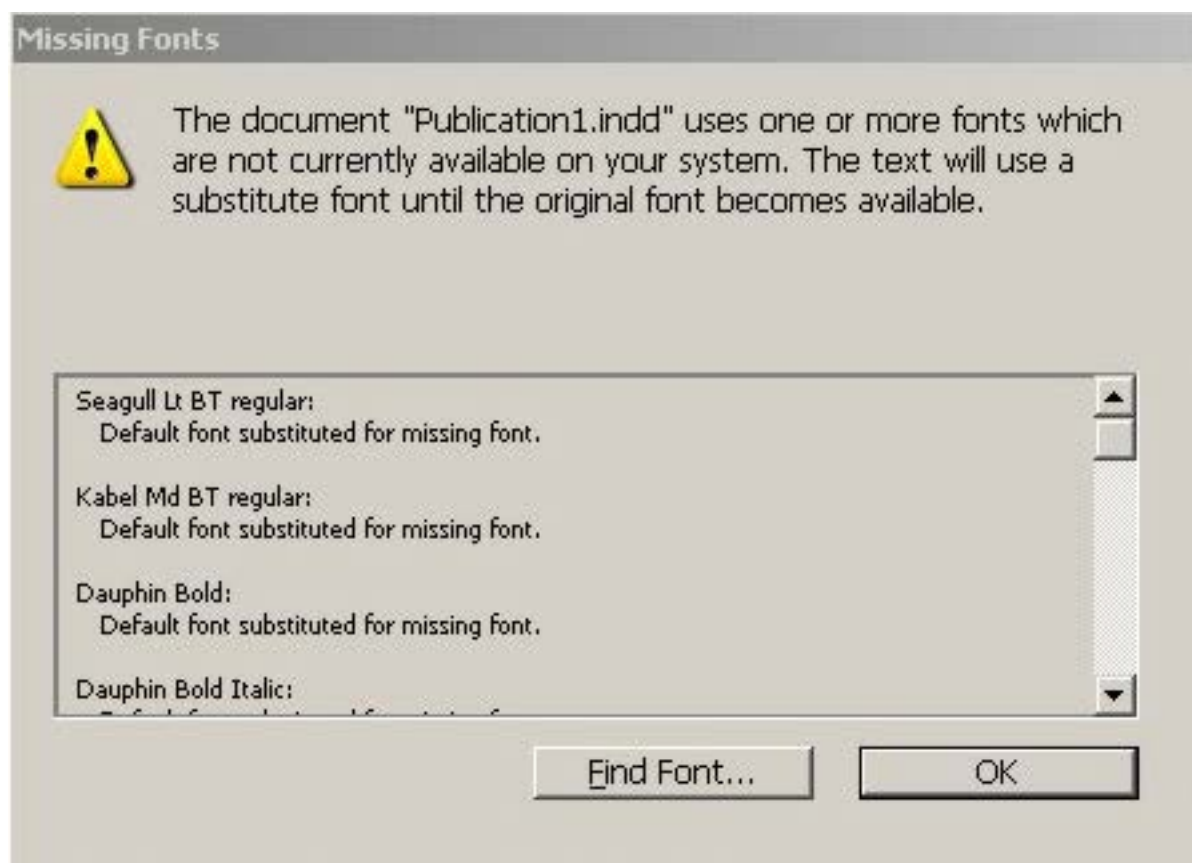 Missing Fonts
The document "Publication1.indd" uses one or more fonts which
are not currently available on your system. The text will use a
substitute font until the original font becomes available.
Seagull Lt BT regular:
Default font substituted for missing font.
Kabel Md BT regular:
Default font substituted for missing font.
Dauphin Bold:
Default font substituted for missing font.
Dauphin Bold Italic:
Find Font...
OK